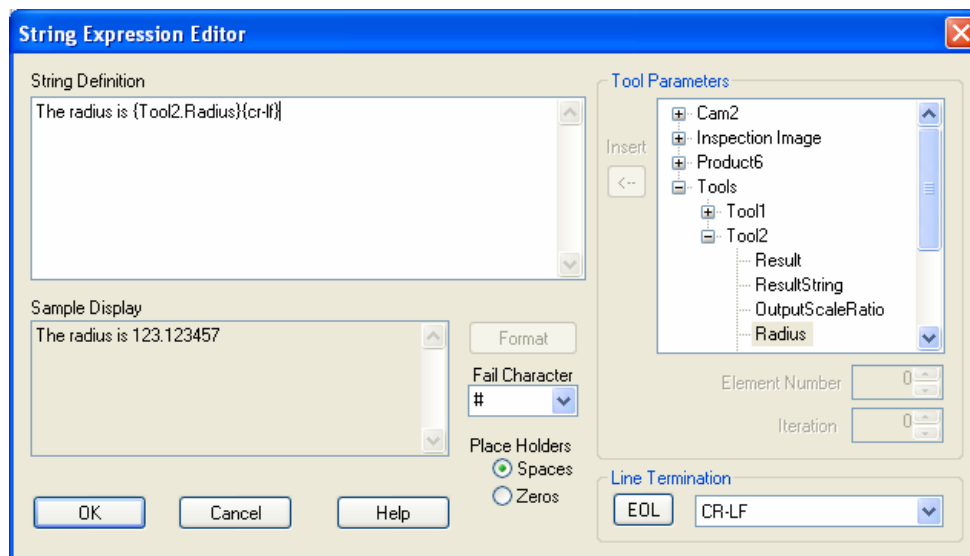 String Expression Editor
String Definition
The radius is {Tool2.Radius}{cr-lf}
Sample Display
The radius is 123.123457
Format
Fail Character
#
Place Holders
Spaces
Zeros
OK
Cancel
Help
Tool Parameters
Insert
<--
Cam2
Inspection Image
Product6
Tools
Tool1
Tool2
Result
ResultString
OutputScaleRatio
Radius
Element Number
0
Iteration
0
Line Termination
EOL
CR-LF